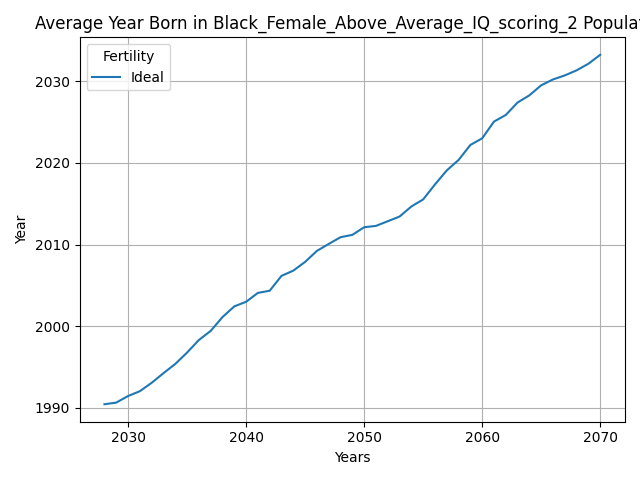 Average Year Born in Black_Female_Above_Average_IQ_scoring_2 Populat
Fertility
Ideal
2030
2020
2010
2000
1990
Year
2030 2040 2050 2060 2070
Years